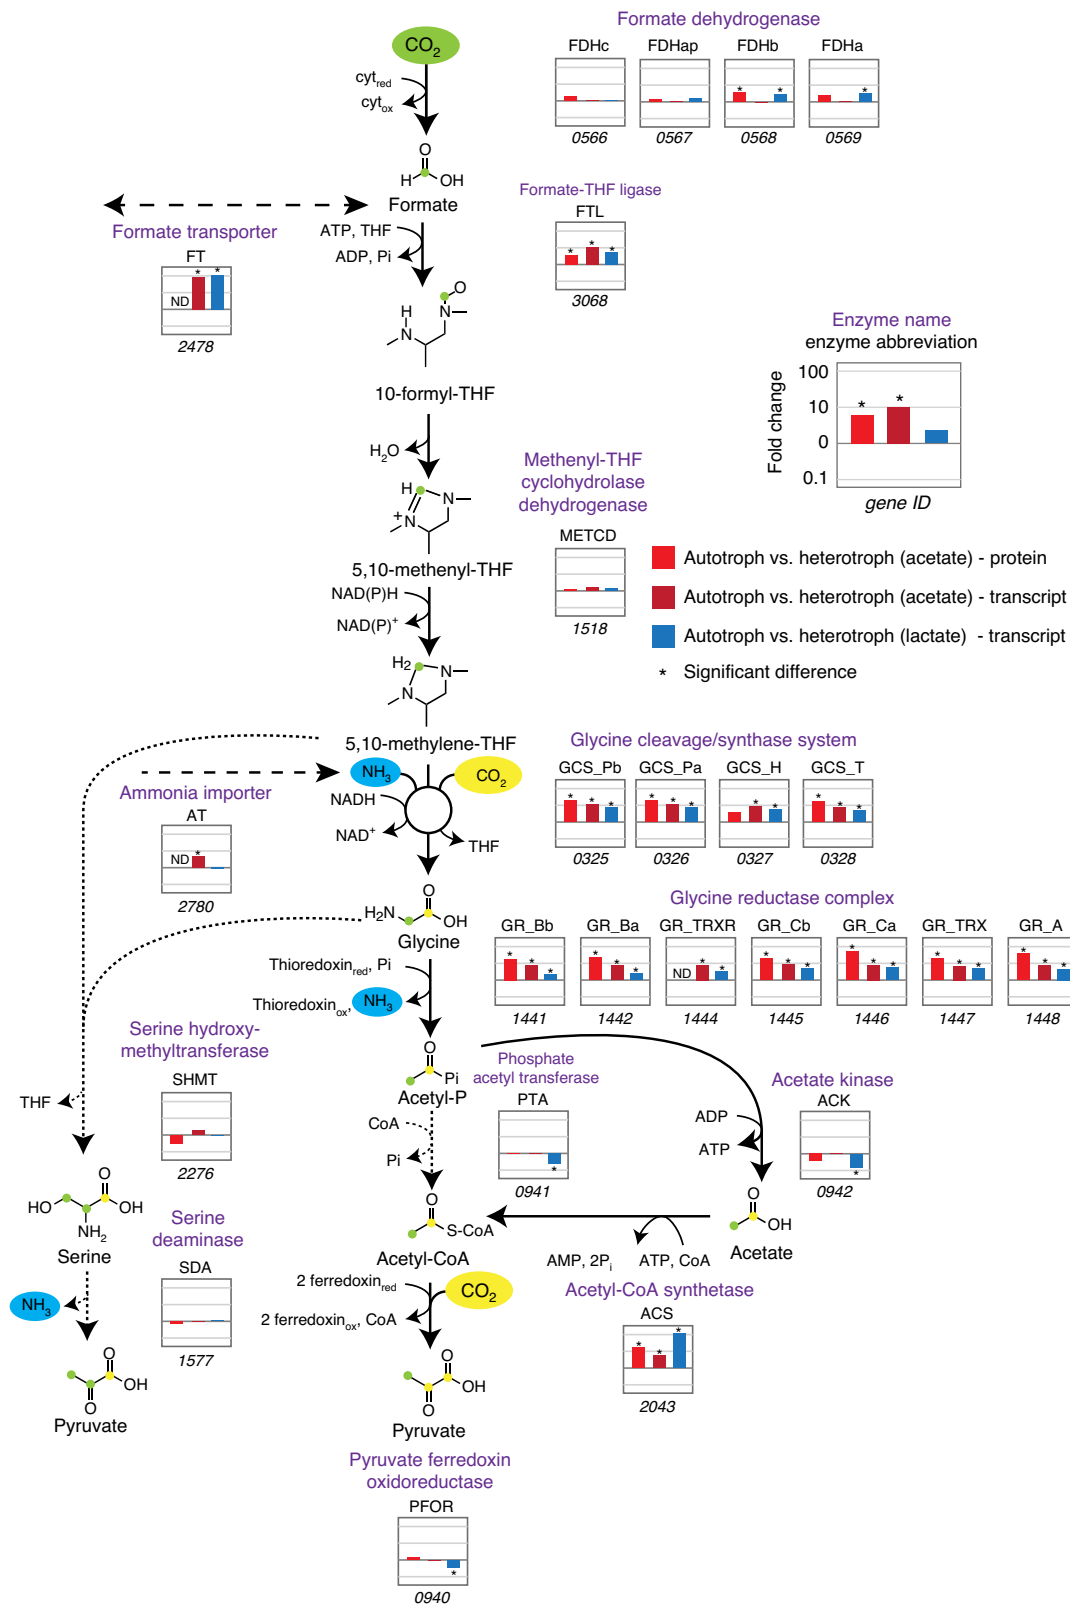 Formate dehydrogenase
FDHc FDHap FDHb FDHa
* * *
0566 0567 0568 0569
CO2
cytred
cytox
O
H OH
Formate
Formate-THF ligase
FTL
* * *
3068
ATP, THF
ADP, Pi
Formate transporter
FT
ND * *
2478
O
H
N N
10-formyl-THF
Enzyme name
enzyme abbreviation
Fold change
100
10
0
0.1
* *
gene ID
H2O
H
N
+
N
5,10-methenyl-THF
Methenyl-THF
cyclohydrolase
dehydrogenase
METCD
1518
Autotroph vs. heterotroph (acetate) - protein
Autotroph vs. heterotroph (acetate) - transcript
Autotroph vs. heterotroph (lactate) - transcript
* Significant difference
NAD(P)H
NAD(P)+
H2
N
N
5,10-methylene-THF
NH3 CO2
NADH
NAD+
THF
Ammonia importer
AT
ND *
2780
Glycine cleavage/synthase system
GCS_Pb GCS_Pa GCS_H GCS_T
* * * * * * * * * * *
0325 0326 0327 0328
O
H2N OH
Glycine
Glycine reductase complex
GR_Bb GR_Ba GR_TRXR GR_Cb GR_Ca GR_TRX GR_A
* * * * * * ND * * * * * * * * * * * * * *
1441 1442 1444 1445 1446 1447 1448
Thioredoxinred, Pi
Thioredoxinox, NH3
O
Pi
Acetyl-P
Serine hydroxy-
methyltransferase
SHMT
2276
THF
Phosphate
acetyl transferase
PTA
*
0941
Acetate kinase
ACK
*
0942
ADP
ATP
CoA
Pi
O
S-CoA
Acetyl-CoA
O
OH
Acetate
AMP, 2Pi ATP, CoA
Acetyl-CoA synthetase
ACS
* * *
2043
O
HO OH
NH2
Serine
Serine
deaminase
SDA
1577
NH3
O
OH
O
Pyruvate
2 ferredoxinred
CO2
2 ferredoxinox, CoA
O
OH
O
Pyruvate
Pyruvate ferredoxin
oxidoreductase
PFOR
*
0940